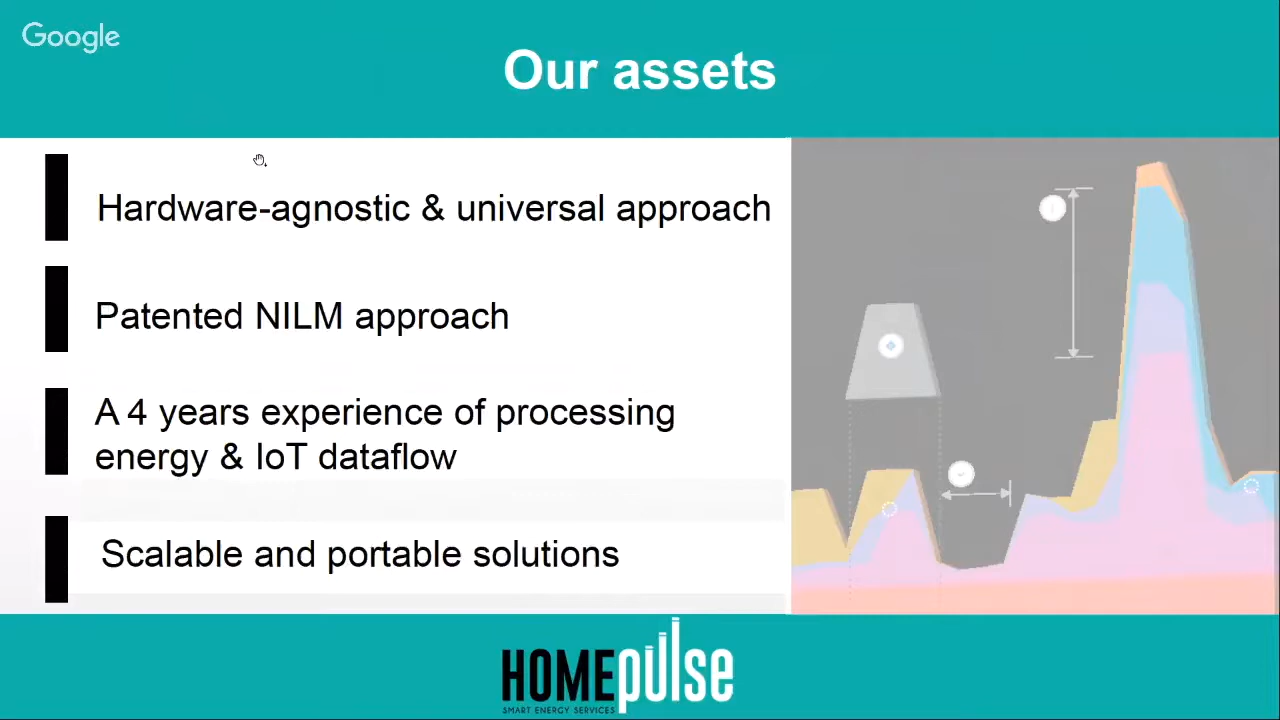 Google
Our assets
Hardware-agnostic & universal approach
Patented NILM approach
A 4 years experience of processing
energy & IoT dataflow
Scalable and portable solutions
HOMEpulse
SMART ENERGY SERVICES